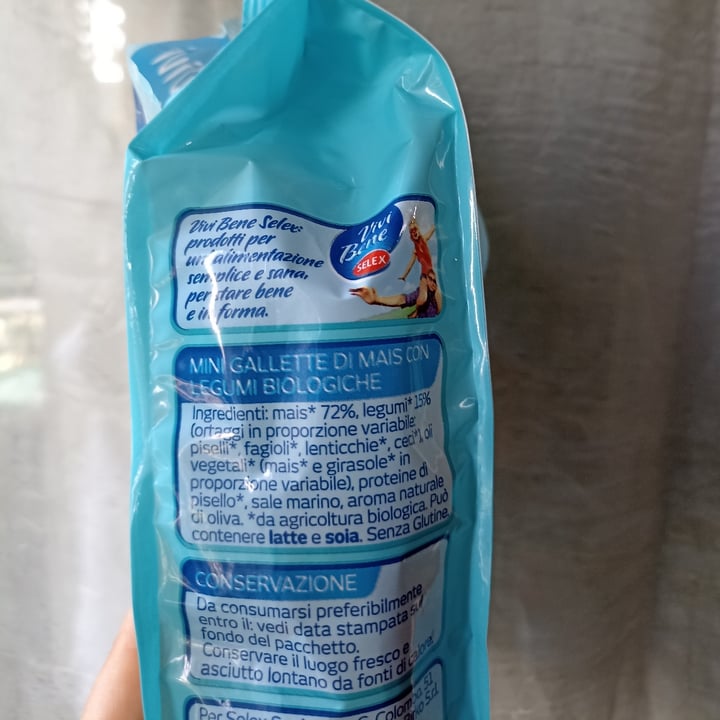 Vivi Bene Selex:
prodotti per
un'alimentazione
semplice e sana,
per stare bene
e in forma.
Vivi
Bene
SELEX
MINI GALLETTE DI MAIS CON
LEGUMI BIOLOGICHE
Ingredienti: mais* 72%, legumi* 15%
(ortaggi in proporzione variabile:
piselli*, fagioli*, lenticchie*, ceci*), oli
vegetali* (mais* e girasole* in
proporzione variabile), proteine di
pisello*, sale marino, aroma naturale
di oliva. *da agricoltura biologica. Può
contenere latte e soia. Senza Glutine.
CONSERVAZIONE
Da consumarsi preferibilmente
entro il: vedi data stampata sul
fondo del pacchetto.
Conservare il luogo fresco e
asciutto lontano da fonti di calore.
Per Selex C. Colombo, 51